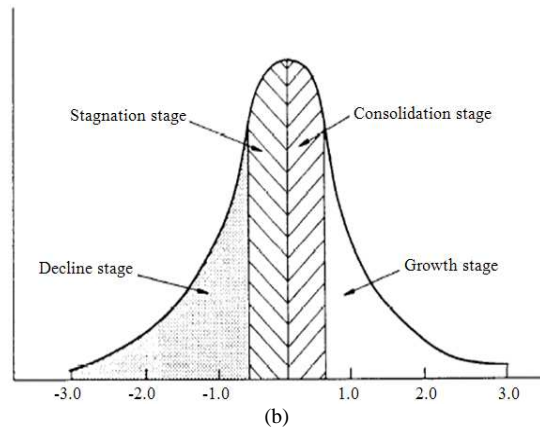 Stagnation stage
Consolidation stage
Decline stage
Growth stage
-3.0 -2.0 -1.0 0 1.0 2.0 3.0
(b)